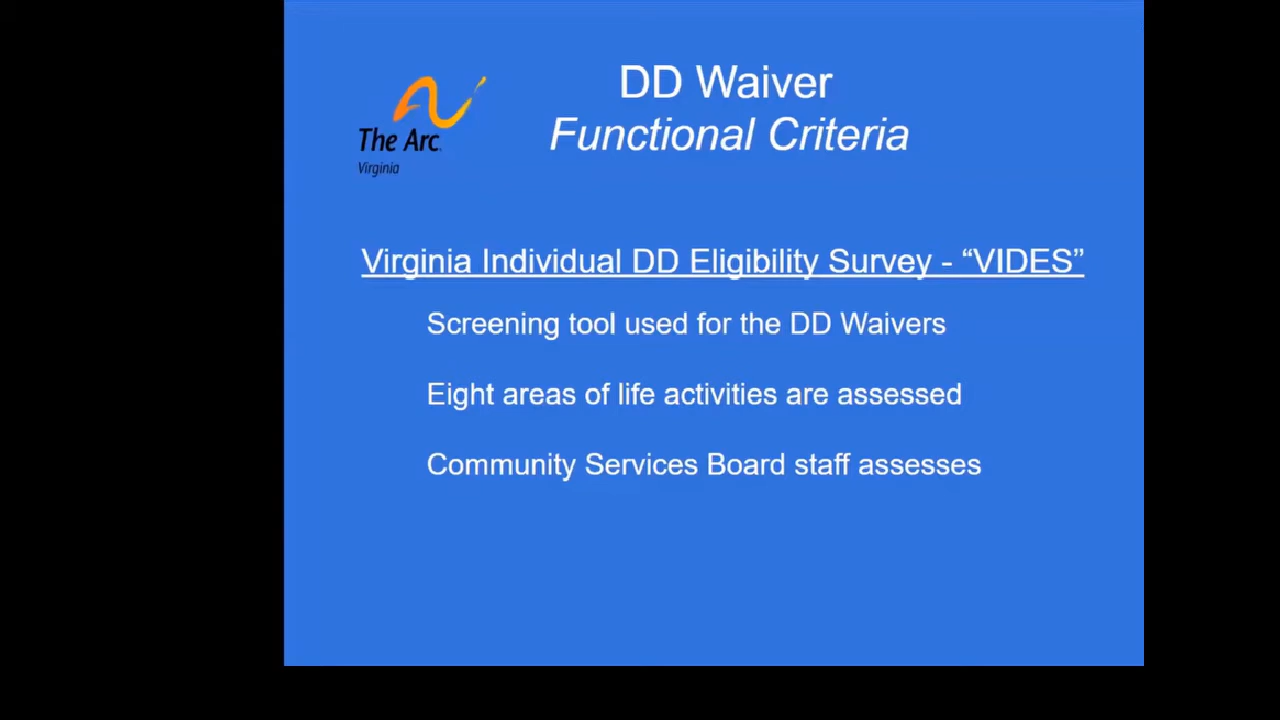 DD Waiver
Functional Criteria
The Arc.
Virginia
Virginia Individual DD Eligibility Survey - “VIDES”
Screening tool used for the DD Waivers
Eight areas of life activities are assessed
Community Services Board staff assesses